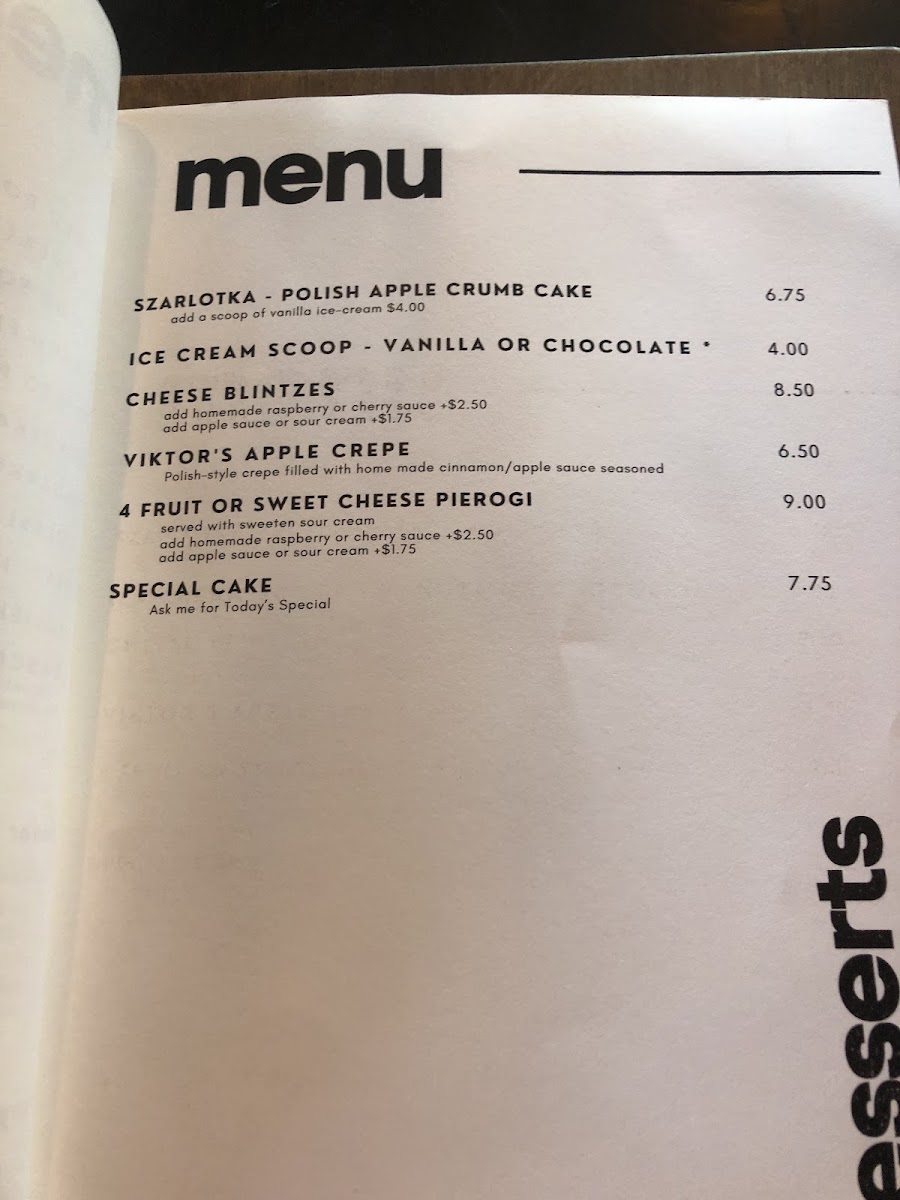 menu
SZARLOTKA - POLISH APPLE CRUMB CAKE 6.75
add a scoop of vanilla ice-cream $4.00
ICE CREAM SCOOP - VANILLA OR CHOCOLATE * 4.00
CHEESE BLINTZES 8.50
add homemade raspberry or cherry sauce +$2.50
add apple sauce or sour cream +$1.75
VIKTOR'S APPLE CREPE 6.50
Polish-style crepe filled with home made cinnamon/apple sauce seasoned
4 FRUIT OR SWEET CHEESE PIEROGI 9.00
served with sweeten sour cream
add homemade raspberry or cherry sauce +$2.50
add apple sauce or sour cream +$1.75
SPECIAL CAKE 7.75
Ask me for Today's Special
esserts